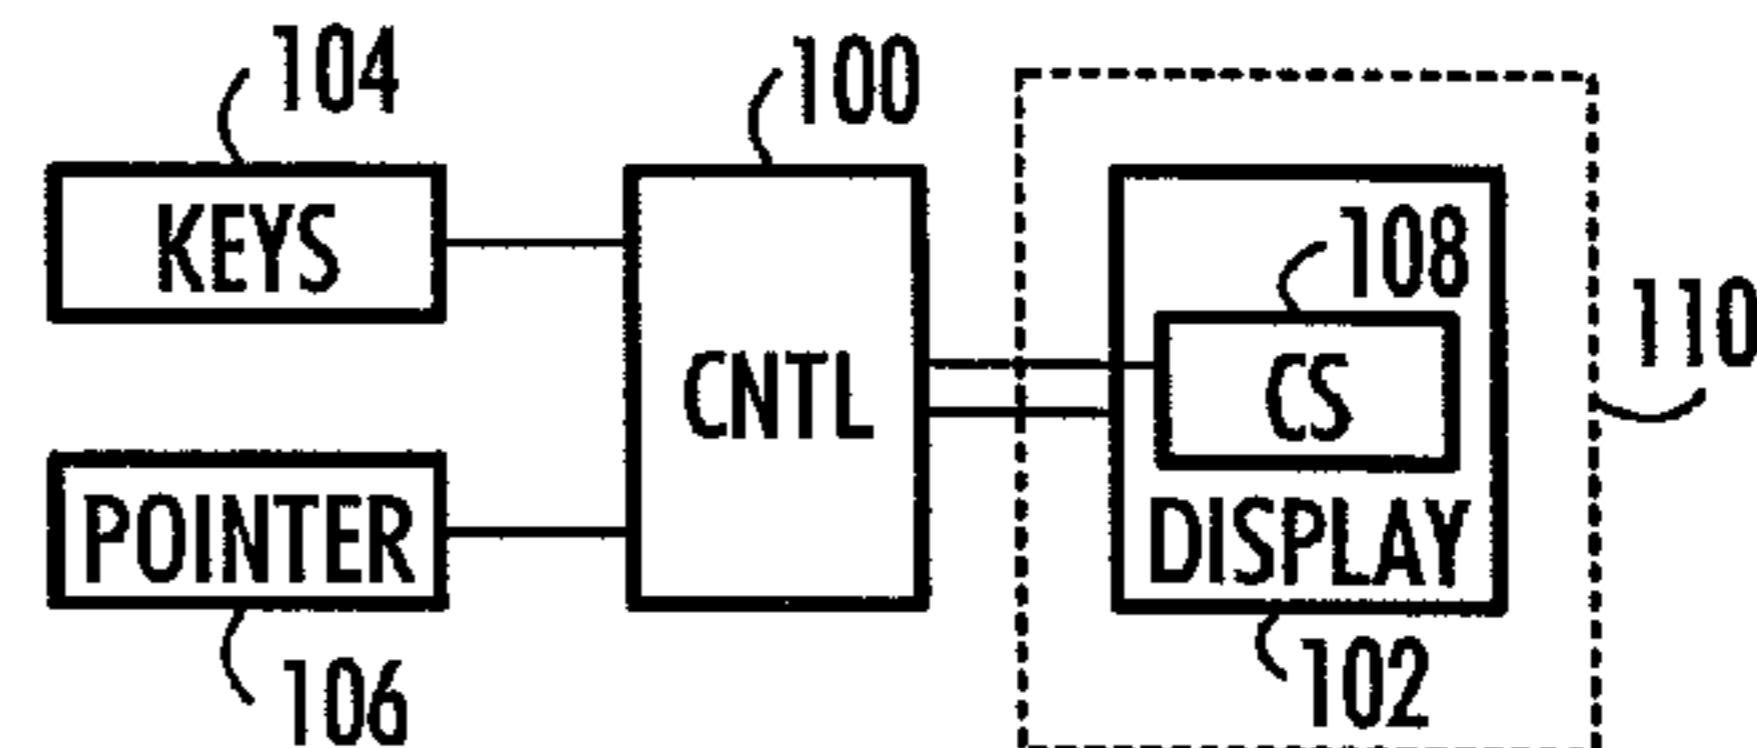 104
100
KEYS
108
110
CNTL
CS
POINTER
DISPLAY
106
102